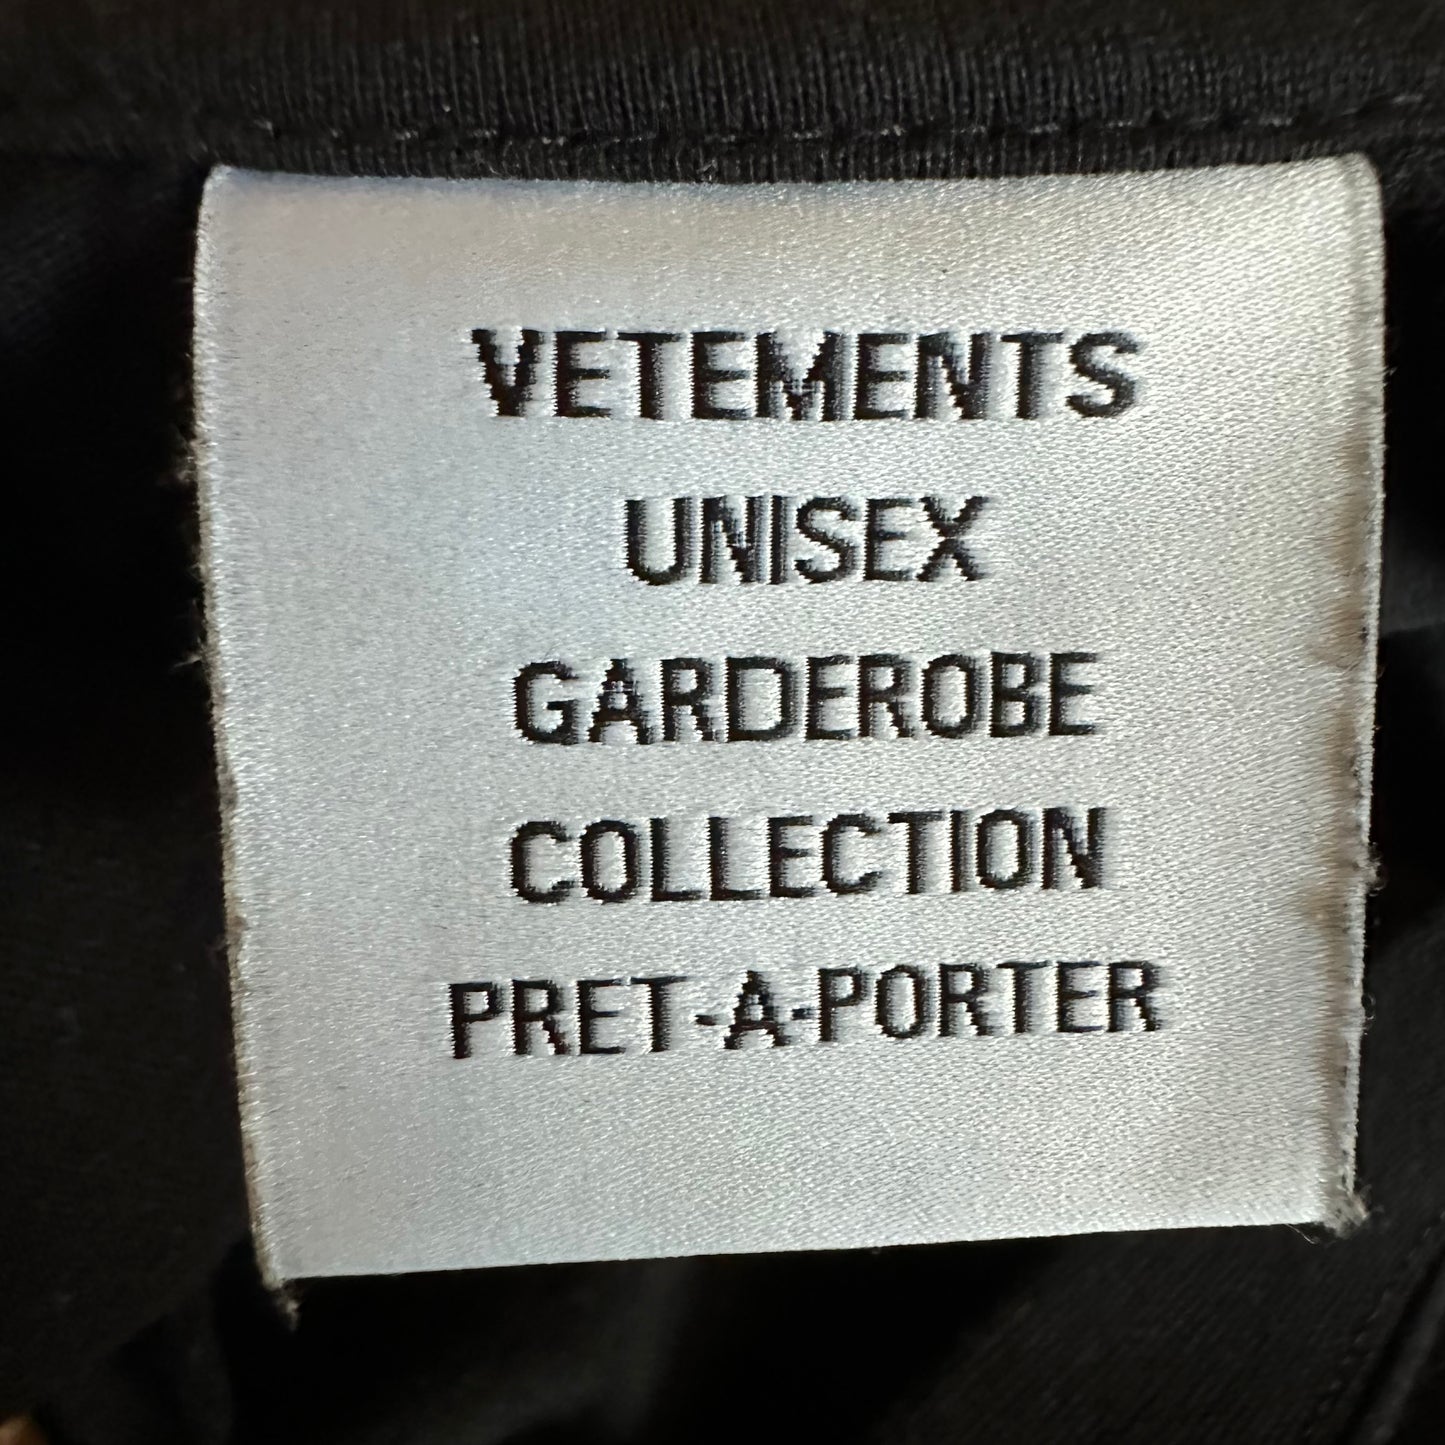 VETEMENTS
UNISEX
GARDEROBE
COLLECTION
PRET-A-PORTER